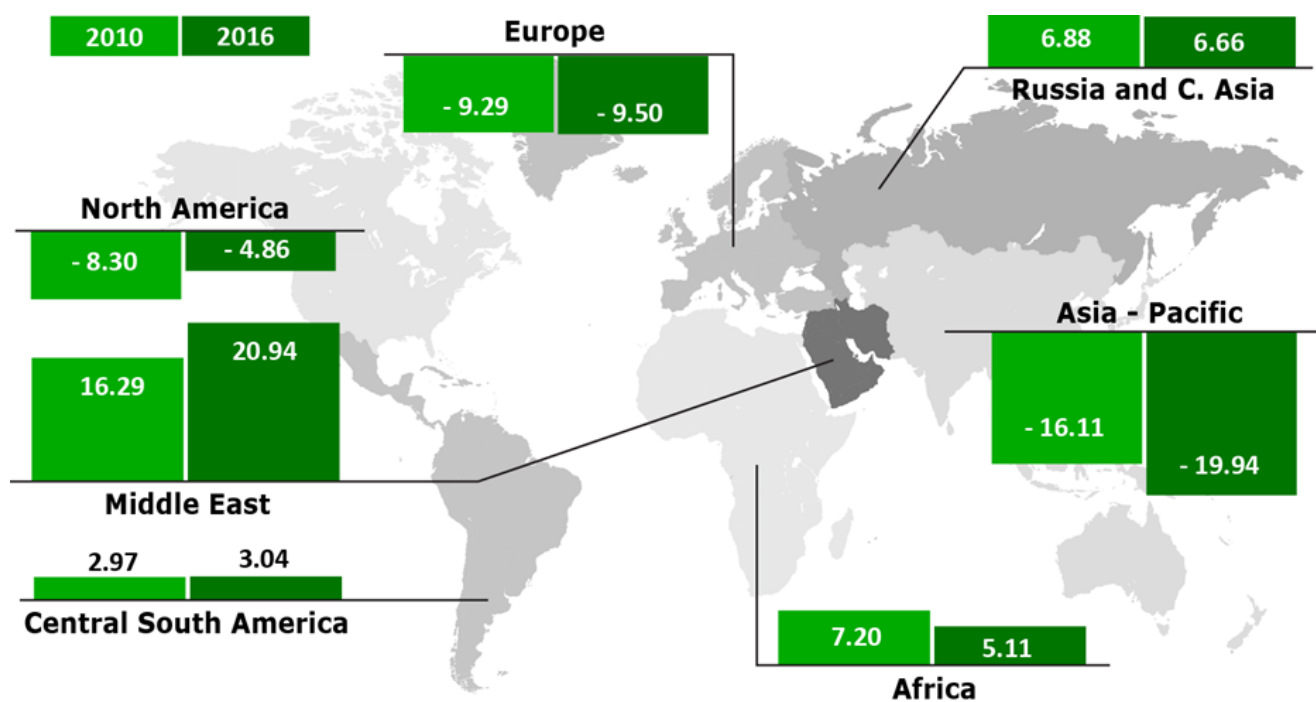 2010 2016
Europe
- 9.29 - 9.50
6.88 6.66
Russia and C. Asia
North America
- 8.30 - 4.86
16.29 20.94
Middle East
2.97 3.04
Central South America
Asia - Pacific
- 16.11 - 19.94
7.20 5.11
Africa